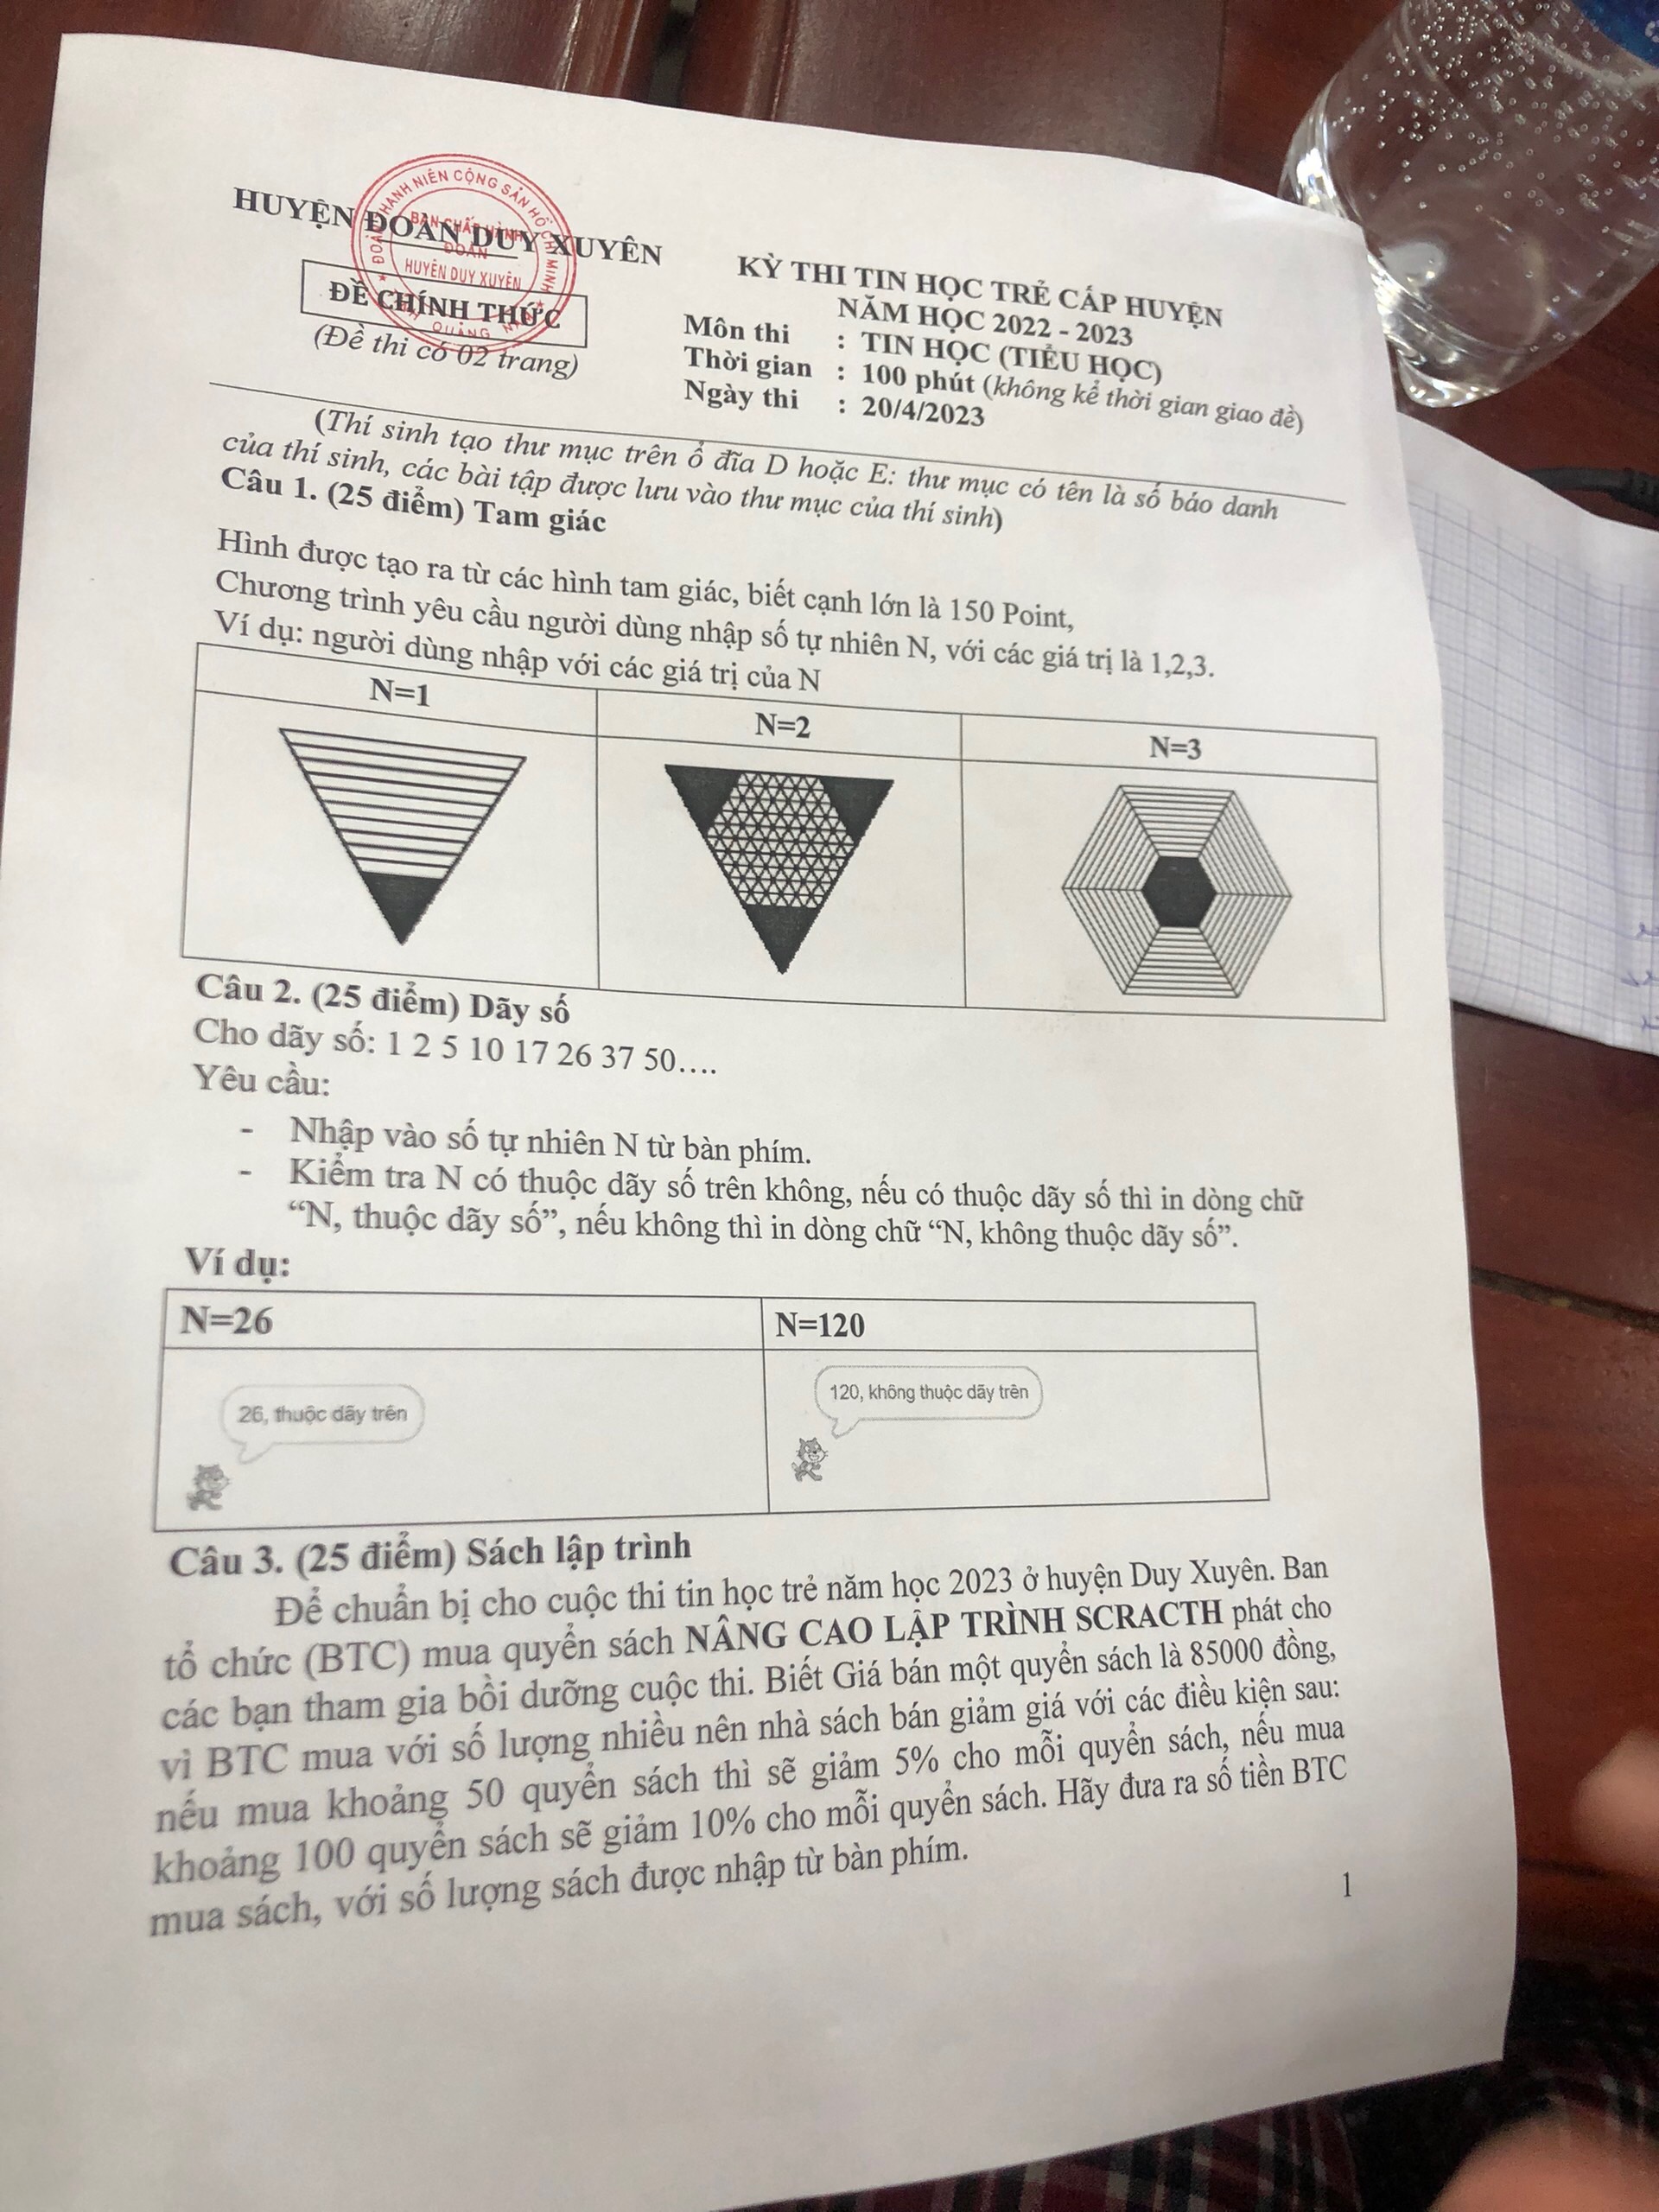 HUYỆN ĐOÀN DUY XUYÊN
ĐOÀN THANH NIÊN CỘNG SẢN HỒ CHÍ MINH
BAN CHẤP HÀNH
ĐOÀN
HUYỆN DUY XUYÊN
QUẢNG NAM
ĐỀ CHÍNH THỨC
(Đề thi có 02 trang)
KỲ THI TIN HỌC TRẺ CẤP HUYỆN
NĂM HỌC 2022 - 2023
Môn thi : TIN HỌC (TIỂU HỌC)
Thời gian : 100 phút (không kể thời gian giao đề)
Ngày thi : 20/4/2023
(Thí sinh tạo thư mục trên ổ đĩa D hoặc E: thư mục có tên là số báo danh
của thí sinh, các bài tập được lưu vào thư mục của thí sinh)
Câu 1. (25 điểm) Tam giác
Hình được tạo ra từ các hình tam giác, biết cạnh lớn là 150 Point,
Chương trình yêu cầu người dùng nhập số tự nhiên N, với các giá trị là 1,2,3.
Ví dụ: người dùng nhập với các giá trị của N
N=1
N=2
N=3
Câu 2. (25 điểm) Dãy số
Cho dãy số: 1 2 5 10 17 26 37 50....
Yêu cầu:
- Nhập vào số tự nhiên N từ bàn phím.
- Kiểm tra N có thuộc dãy số trên không, nếu có thuộc dãy số thì in dòng chữ
“N, thuộc dãy số”, nếu không thì in dòng chữ “N, không thuộc dãy số”.
Ví dụ:
N=26
N=120
26, thuộc dãy trên
120, không thuộc dãy trên
Câu 3. (25 điểm) Sách lập trình
Để chuẩn bị cho cuộc thi tin học trẻ năm học 2023 ở huyện Duy Xuyên. Ban
tổ chức (BTC) mua quyển sách NÂNG CAO LẬP TRÌNH SCRACTH phát cho
các bạn tham gia bồi dưỡng cuộc thi. Biết Giá bán một quyển sách là 85000 đồng,
vì BTC mua với số lượng nhiều nên nhà sách bán giảm giá với các điều kiện sau:
nếu mua khoảng 50 quyển sách thì sẽ giảm 5% cho mỗi quyển sách, nếu mua
khoảng 100 quyển sách sẽ giảm 10% cho mỗi quyển sách. Hãy đưa ra số tiền BTC
mua sách, với số lượng sách được nhập từ bàn phím.
1